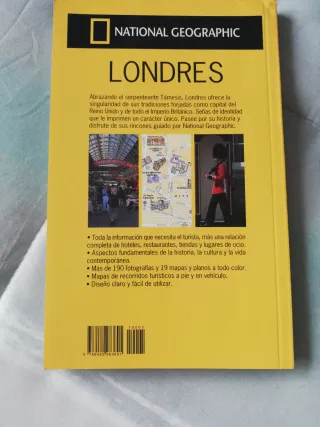 NATIONAL GEOGRAPHIC
LONDRES
Abrazando el serpenteante Támesis, Londres ofrece la
singularidad de sus tradiciones forjadas como capital del
Reino Unido y de todo el Imperio Británico. Señas de identidad
que le imprimen un carácter único. Pasee por su historia y
disfrute de sus rincones guiado por National Geographic.
• Toda la información que necesita el turista, más una relación
completa de hoteles, restaurantes, tiendas y lugares de ocio.
• Aspectos fundamentales de la historia, la cultura y la vida
contemporánea.
• Más de 190 fotografías y 19 mapas y planos a todo color.
• Mapas de recorridos turísticos a pie y en vehículo.
• Diseño claro y fácil de utilizar.